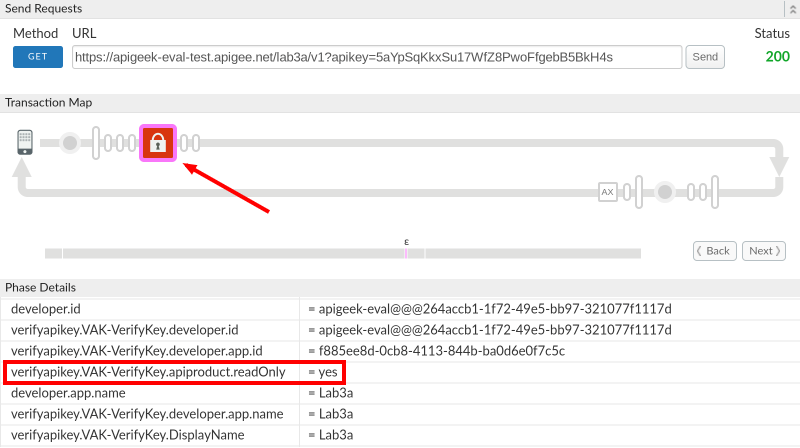 Send Requests
Method URL Status
GET https://apigeek-eval-test.apigee.net/lab3a/v1?apikey=5aYpSqKkxSu17WfZ8PwoFfgebB5BkH4s Send 200
Transaction Map
AX
ε
Back Next
Phase Details
developer.id = apigeek-eval@@@264accb1-1f72-49e5-bb97-321077f1117d
verifyapikey.VAK-VerifyKey.developer.id = apigeek-eval@@@264accb1-1f72-49e5-bb97-321077f1117d
verifyapikey.VAK-VerifyKey.developer.app.id = f885ee8d-0cb8-4113-844b-ba0d6e0f7c5c
verifyapikey.VAK-VerifyKey.apiproduct.readOnly = yes
developer.app.name = Lab3a
verifyapikey.VAK-VerifyKey.developer.app.name = Lab3a
verifyapikey.VAK-VerifyKey.DisplayName = Lab3a